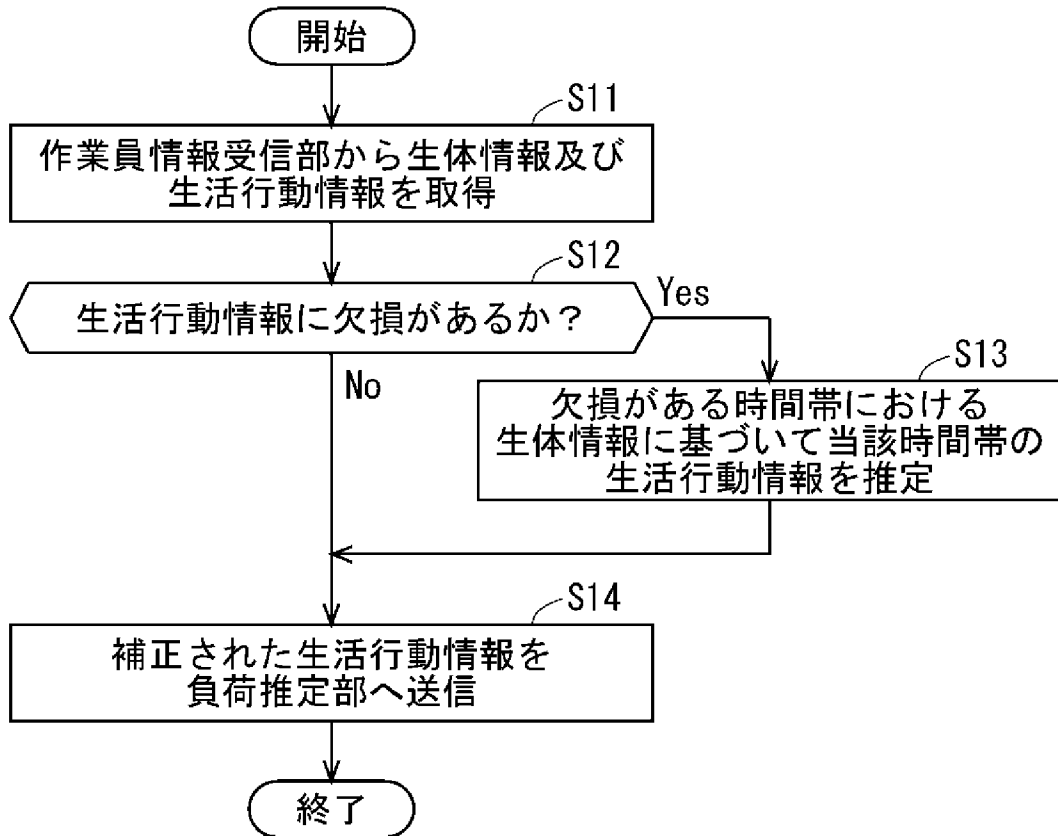 開始
S11
作業員情報受信部から生体情報及び
生活行動情報を取得
S12
生活行動情報に欠損があるか？
Yes
No
S13
欠損がある時間帯における
生体情報に基づいて当該時間帯の
生活行動情報を推定
S14
補正された生活行動情報を
負荷推定部へ送信
終了